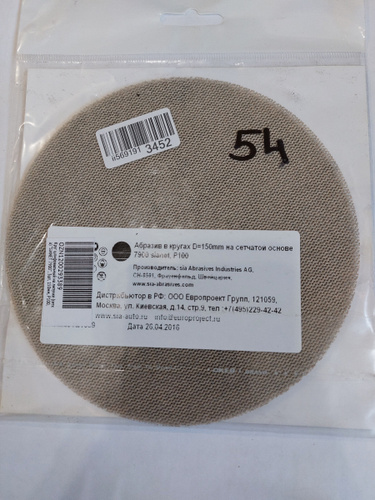 3452
54
Абразив в кругах D=150mm на сетчатой основе
7900 sianet, P100
Производитель: sia Abrasives Industries AG,
CH-8501, Фрауенфельд, Швейцария,
www.sia-abrasives.com
Дистрибьютор в РФ: ООО Европроект Групп, 121059,
Москва, ул. Киевская, д.14, стр.9, тел :+7(495)229-42-42
www.sia-auto.ru info@europroject.ru
Дата 26.04.2016